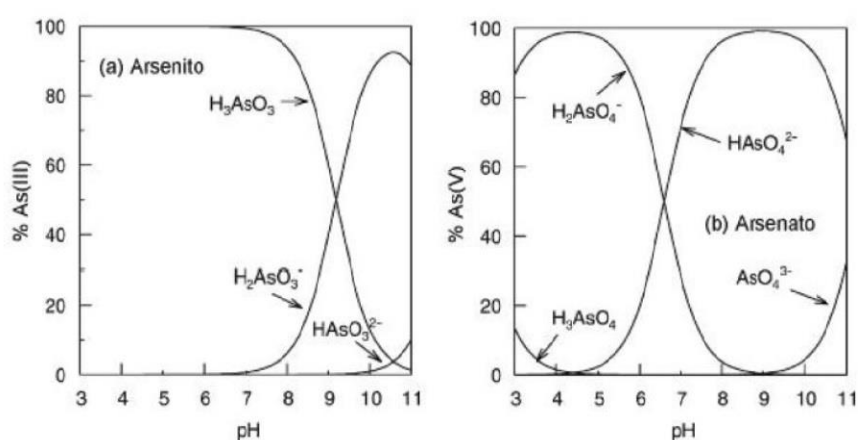 (a) Arsenito
H₃AsO₃
H₂AsO₃⁻
HAsO₃²⁻
% As(III)
100
80
60
40
20
0
3 4 5 6 7 8 9 10 11
pH
H₂AsO₄⁻
HAsO₄²⁻
(b) Arsenato
AsO₄³⁻
H₃AsO₄
% As(V)
100
80
60
40
20
0
3 4 5 6 7 8 9 10 11
pH